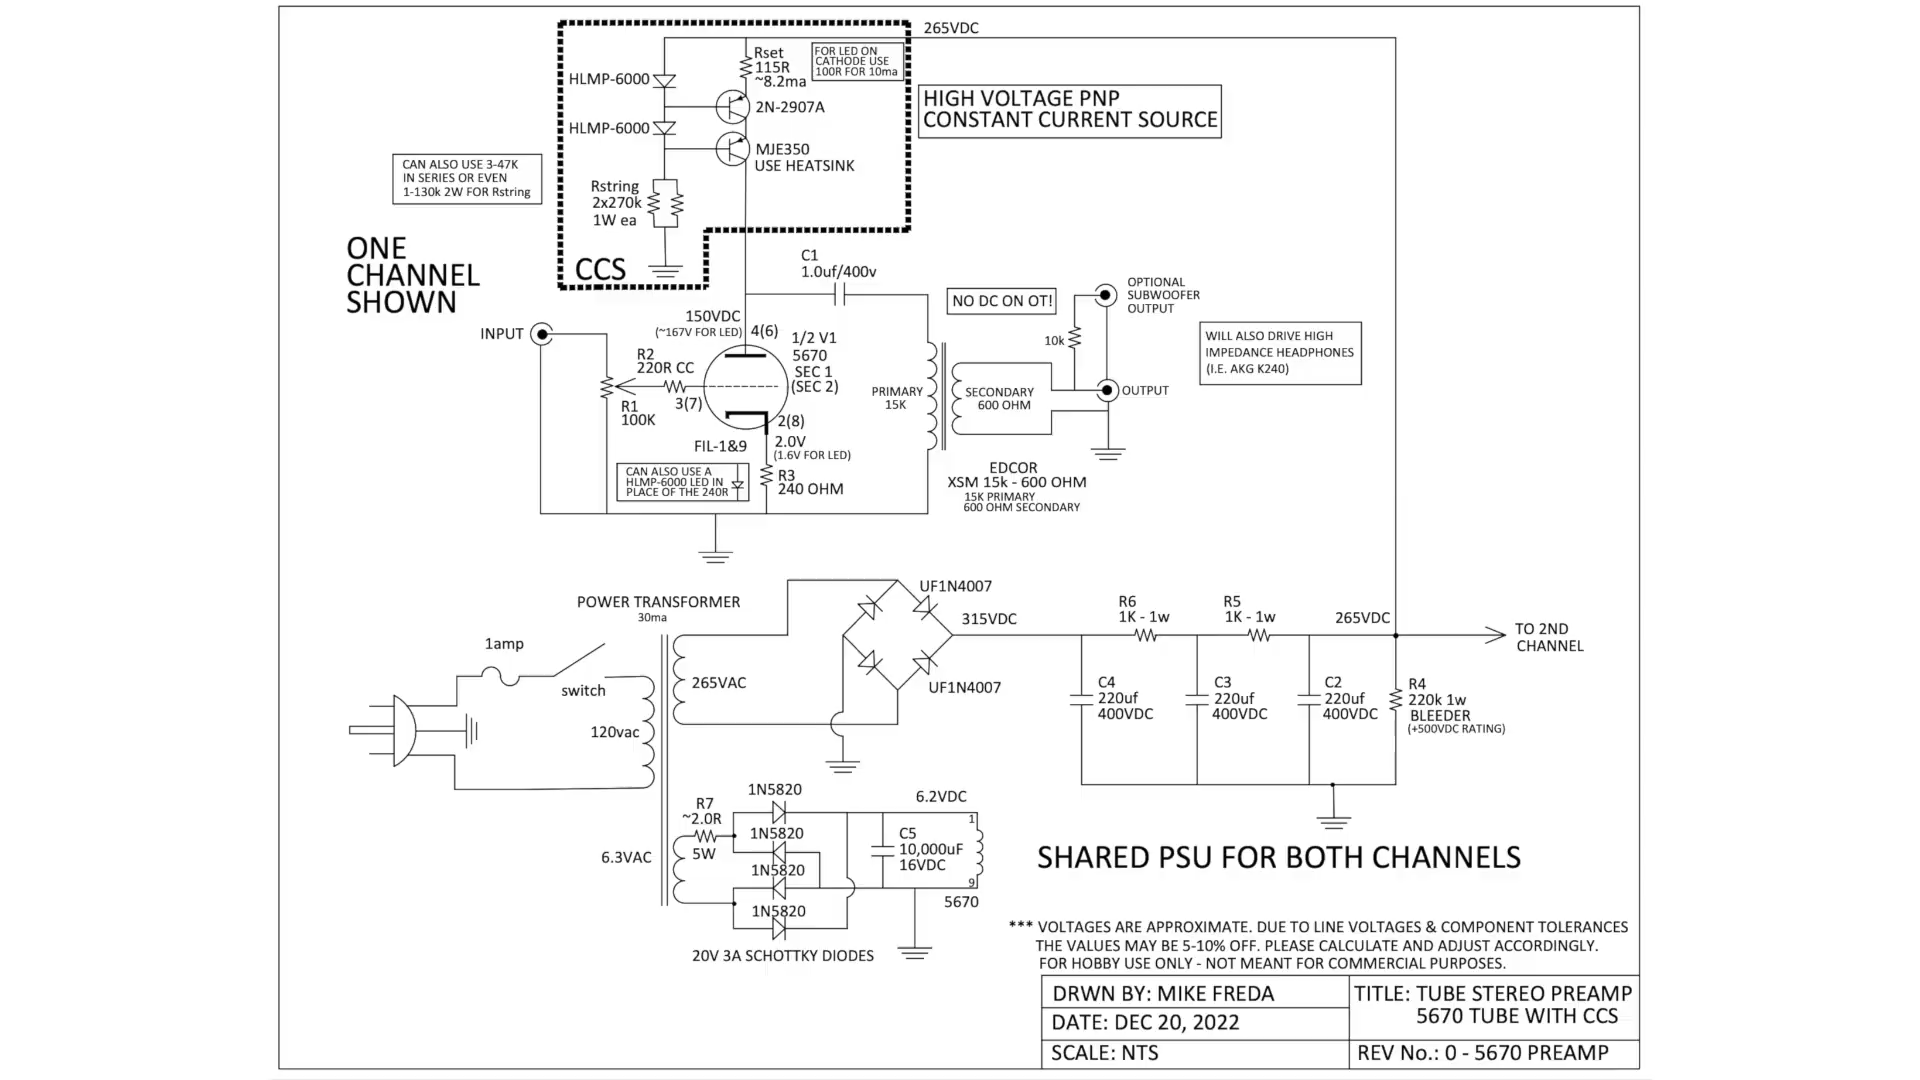 265VDC
Rset
115R
~8.2ma
FOR LED ON
CATHODE USE
100R FOR 10ma
HLMP-6000
2N-2907A
HIGH VOLTAGE PNP
CONSTANT CURRENT SOURCE
HLMP-6000
MJE350
USE HEATSINK
CAN ALSO USE 3-47K
IN SERIES OR EVEN
1-130k 2W FOR Rstring
Rstring
2x270k
1W ea
ONE
CHANNEL
SHOWN
CCS
C1
1.0uf/400v
NO DC ON OT!
OPTIONAL
SUBWOOFER
OUTPUT
INPUT
150VDC
(~167V FOR LED)
4(6)
1/2 V1
5670
SEC 1
(SEC 2)
10k
WILL ALSO DRIVE HIGH
IMPEDANCE HEADPHONES
(I.E. AKG K240)
R2
220R CC
3(7)
R1
100K
PRIMARY
15K
SECONDARY
600 OHM
OUTPUT
2(8)
FIL-1&9
2.0V
(1.6V FOR LED)
CAN ALSO USE A
HLMP-6000 LED IN
PLACE OF THE 240R
R3
240 OHM
EDCOR
XSM 15k - 600 OHM
15K PRIMARY
600 OHM SECONDARY
POWER TRANSFORMER
30ma
UF1N4007
315VDC
R6
1K - 1w
R5
1K - 1w
265VDC
TO 2ND
CHANNEL
1amp
switch
265VAC
UF1N4007
120vac
C4
220uf
400VDC
C3
220uf
400VDC
C2
220uf
400VDC
R4
220k 1w
BLEEDER
(+500VDC RATING)
1N5820
6.2VDC
R7
~2.0R
5W
1N5820
6.3VAC
1N5820
1N5820
C5
10,000uF
16VDC
1
9
5670
20V 3A SCHOTTKY DIODES
SHARED PSU FOR BOTH CHANNELS
*** VOLTAGES ARE APPROXIMATE. DUE TO LINE VOLTAGES & COMPONENT TOLERANCES
THE VALUES MAY BE 5-10% OFF. PLEASE CALCULATE AND ADJUST ACCORDINGLY.
FOR HOBBY USE ONLY - NOT MEANT FOR COMMERCIAL PURPOSES.
DRWN BY: MIKE FREDA
DATE: DEC 20, 2022
SCALE: NTS
TITLE: TUBE STEREO PREAMP
5670 TUBE WITH CCS
REV No.: 0 - 5670 PREAMP